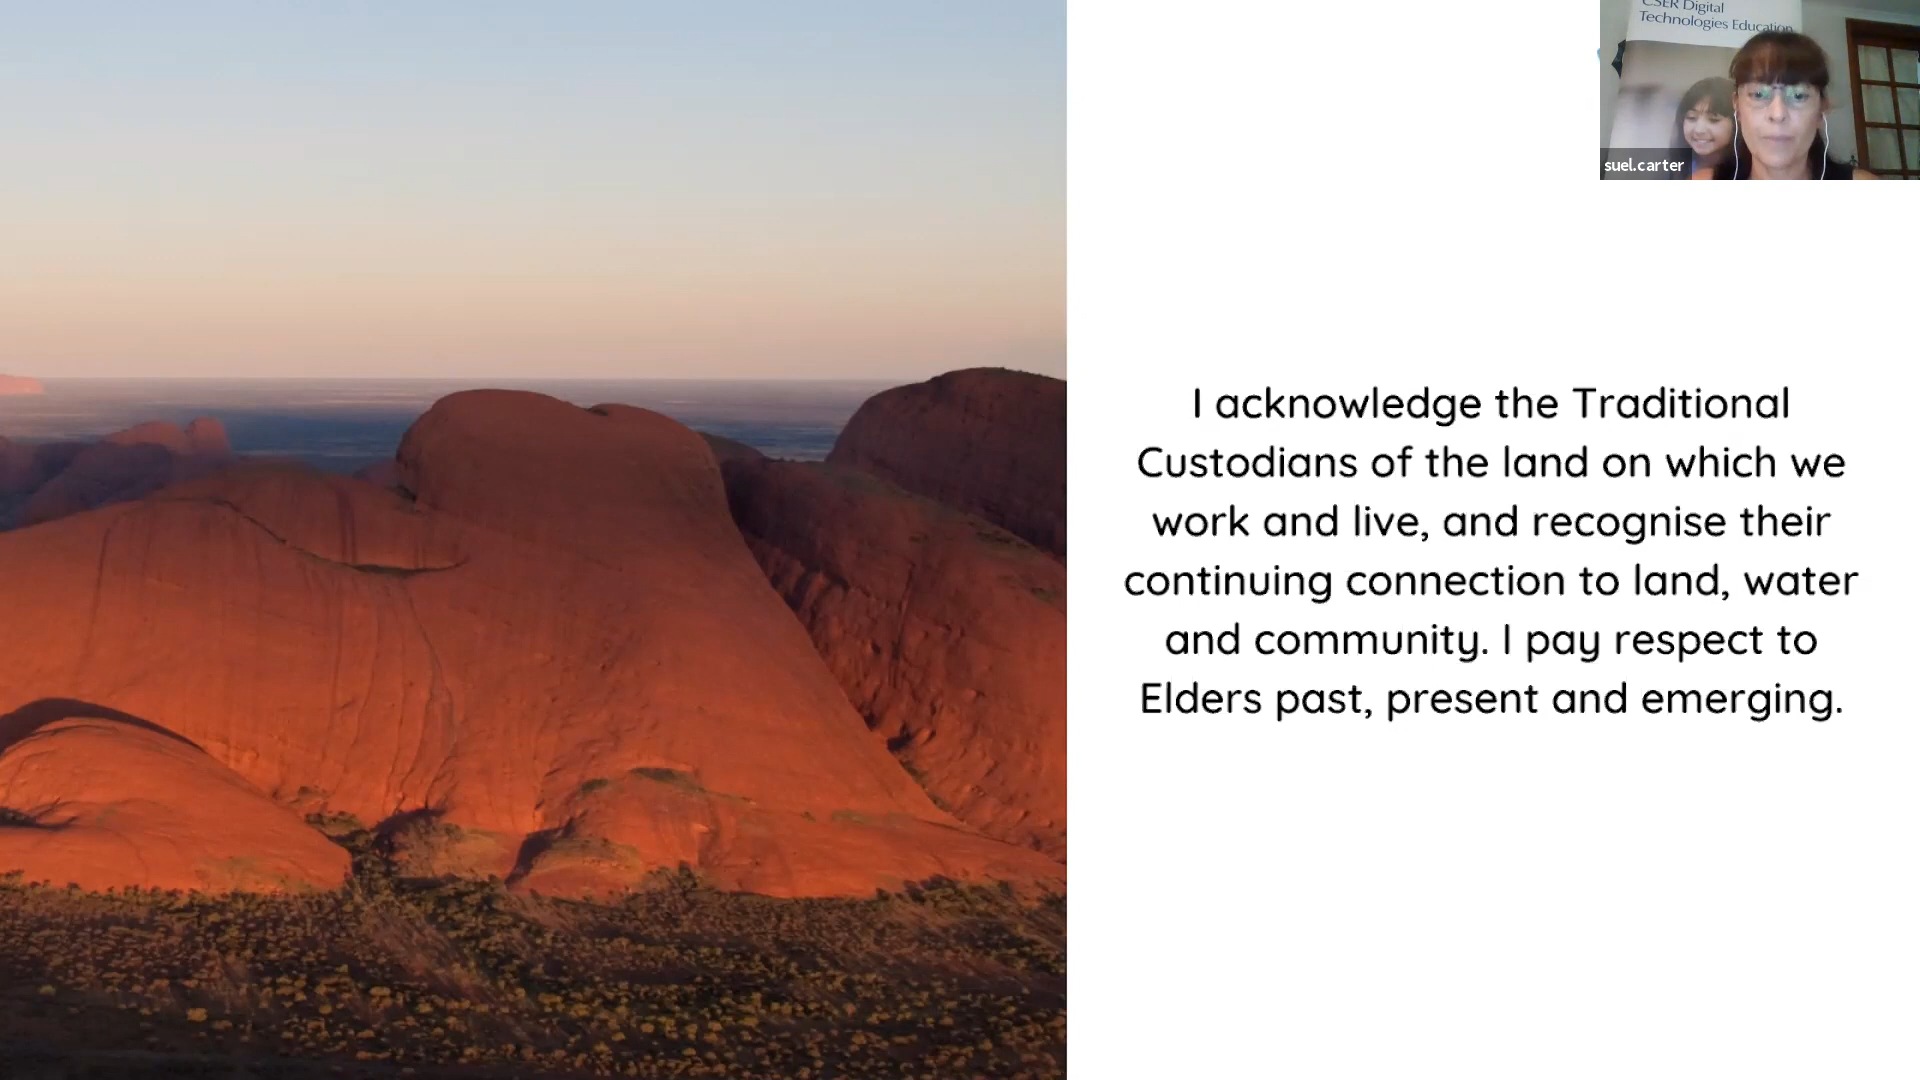 CSER Digital
Technologies Education
suel.carter
I acknowledge the Traditional
Custodians of the land on which we
work and live, and recognise their
continuing connection to land, water
and community. I pay respect to
Elders past, present and emerging.